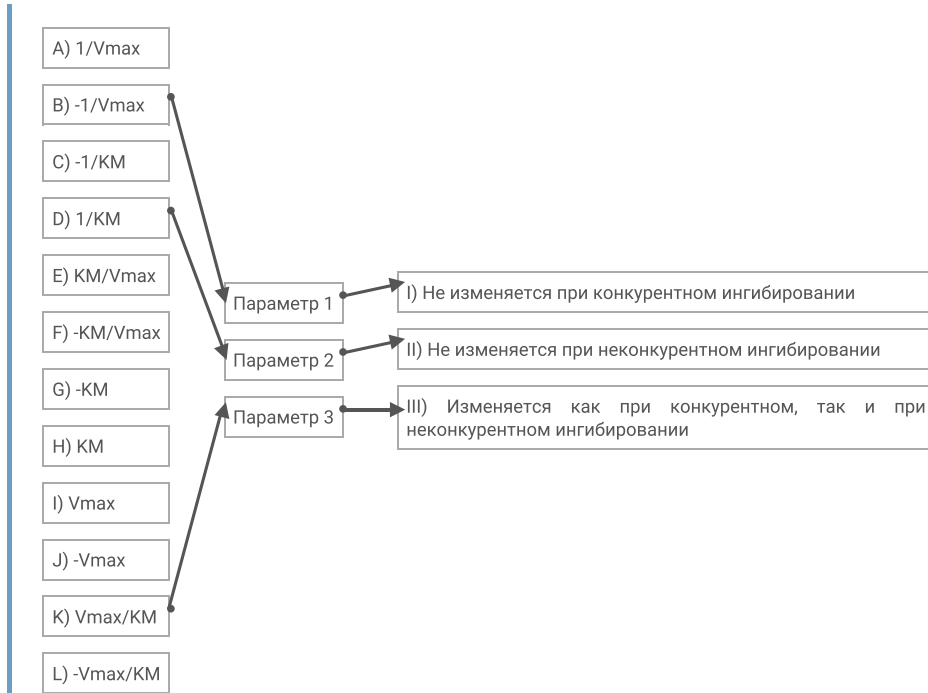 A) 1/Vmax
B) -1/Vmax
C) -1/KM
D) 1/KM
E) KM/Vmax
F) -KM/Vmax
G) -KM
H) KM
I) Vmax
J) -Vmax
K) Vmax/KM
L) -Vmax/KM
Параметр 1
Параметр 2
Параметр 3
I) Не изменяется при конкурентном ингибировании
II) Не изменяется при неконкурентном ингибировании
III) Изменяется как при конкурентном, так и при
неконкурентном ингибировании